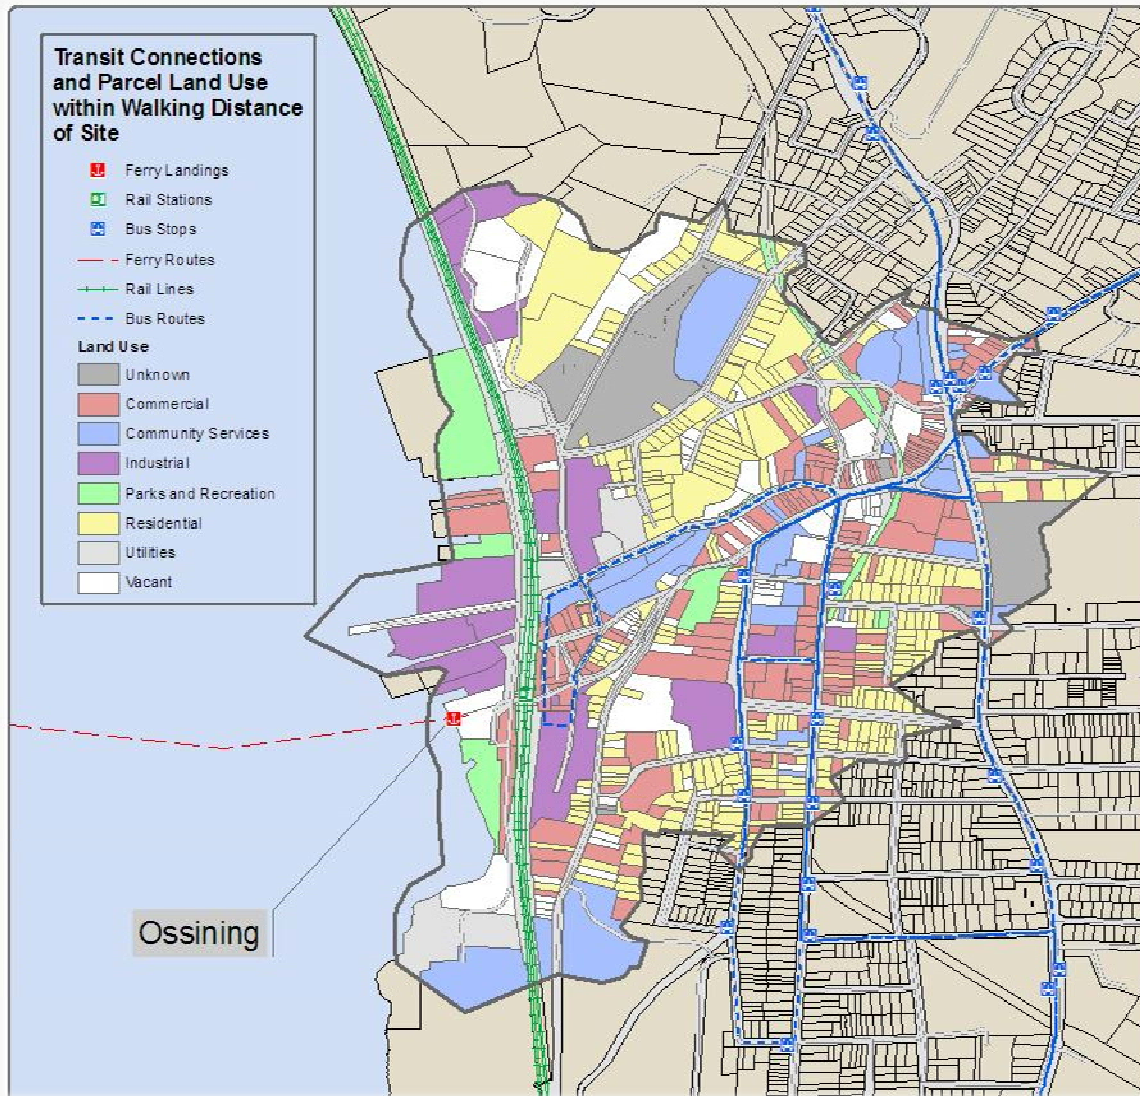 Transit Connections
and Parcel Land Use
within Walking Distance
of Site
Ferry Landings
Rail Stations
Bus Stops
Ferry Routes
Rail Lines
Bus Routes
Land Use
Unknown
Commercial
Community Services
Industrial
Parks and Recreation
Residential
Utilities
Vacant
Ossining